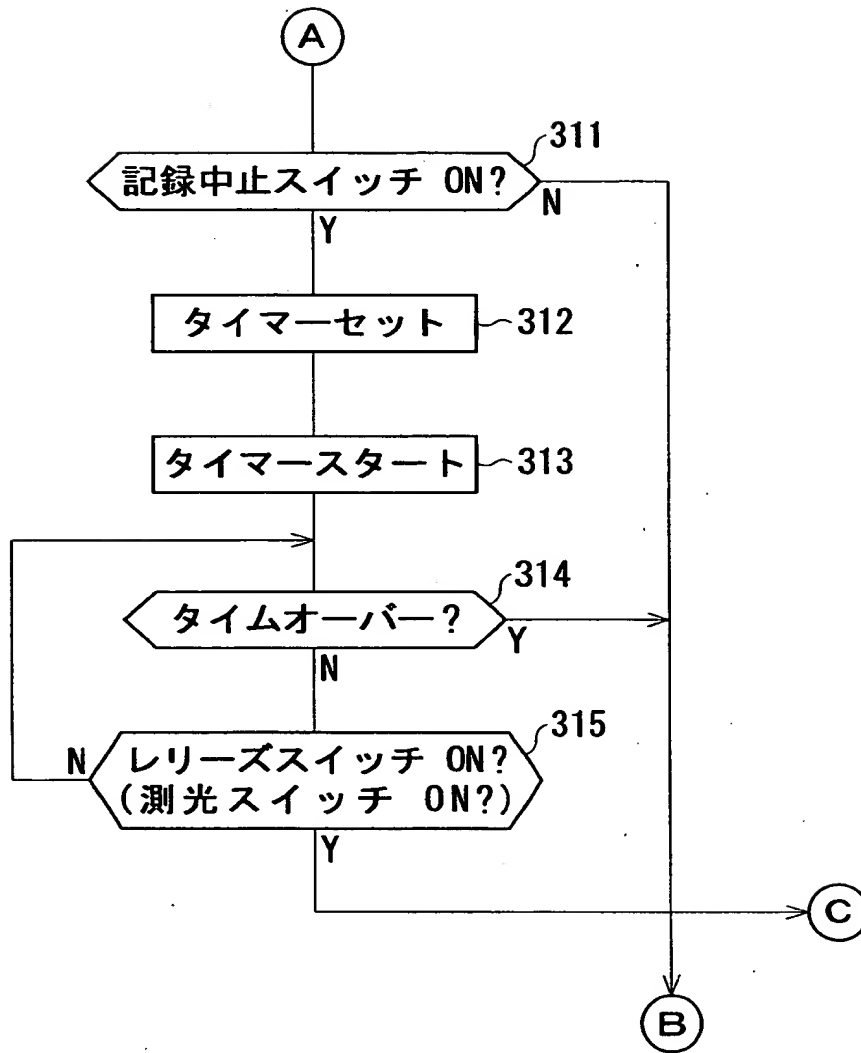 A
311
記録中止スイッチ ON?
N
Y
タイマーセット
312
タイマースタート
313
314
タイムオーバー?
Y
N
315
N
レリーズスイッチ ON?
(測光スイッチ ON?)
Y
C
B